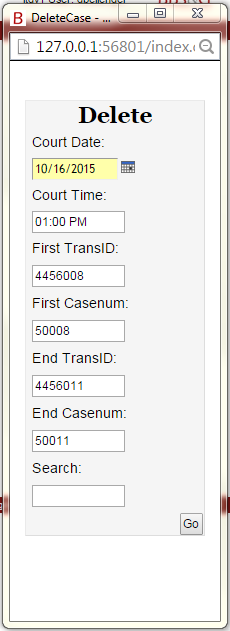 DeleteCase - ...
127.0.0.1:56801/index.c
Delete
Court Date:
10/16/2015
Court Time:
01:00 PM
First TransID:
4456008
First Casenum:
50008
End TransID:
4456011
End Casenum:
50011
Search:
Go